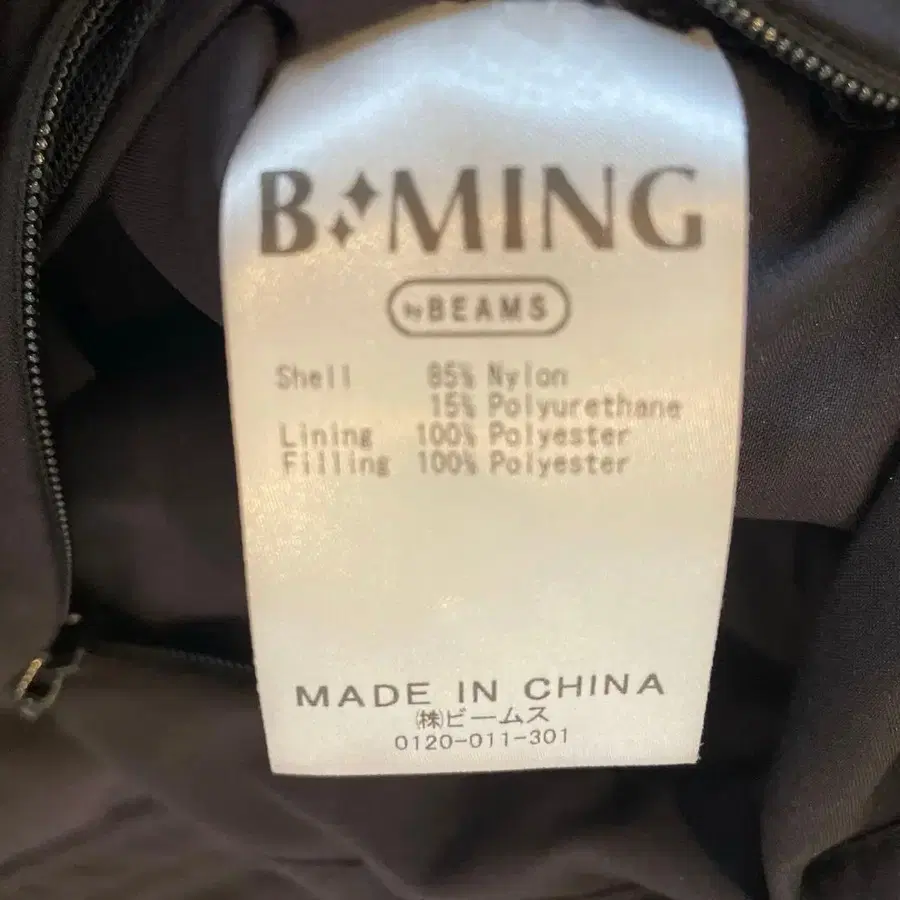 B MING
by BEAMS
Shell 85% Nylon
15% Polyurethane
Lining 100% Polyester
Filling 100% Polyester
MADE IN CHINA
㈱ビームス
0120-011-301